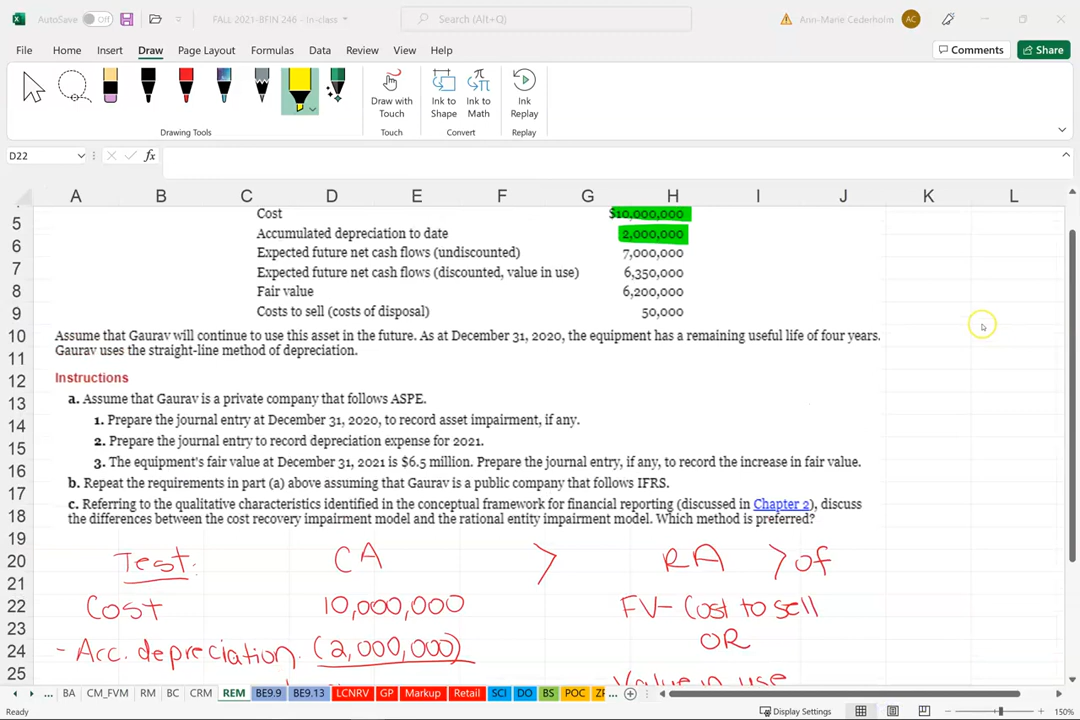 AutoSave Off FALL 2021-BFIN 246 - In-class Search (Alt+Q) Ann-Marie Cederholm AC
File Home Insert Draw Page Layout Formulas Data Review View Help Comments Share
Draw with Touch
Ink to Shape
Ink to Math
Ink Replay
Drawing Tools Touch Convert Replay
D22 fx
A B C D E F G H I J K L
5 Cost $10,000,000
6 Accumulated depreciation to date 2,000,000
7 Expected future net cash flows (undiscounted) 7,000,000
Expected future net cash flows (discounted, value in use) 6,350,000
8 Fair value 6,200,000
9 Costs to sell (costs of disposal) 50,000
10 Assume that Gaurav will continue to use this asset in the future. As at December 31, 2020, the equipment has a remaining useful life of four years.
11 Gaurav uses the straight-line method of depreciation.
12 Instructions
13 a. Assume that Gaurav is a private company that follows ASPE.
14 1. Prepare the journal entry at December 31, 2020, to record asset impairment, if any.
15 2. Prepare the journal entry to record depreciation expense for 2021.
16 3. The equipment's fair value at December 31, 2021 is $6.5 million. Prepare the journal entry, if any, to record the increase in fair value.
17 b. Repeat the requirements in part (a) above assuming that Gaurav is a public company that follows IFRS.
c. Referring to the qualitative characteristics identified in the conceptual framework for financial reporting (discussed in Chapter 2), discuss
18 the differences between the cost recovery impairment model and the rational entity impairment model. Which method is preferred?
19
20 Test: CA > RA > of
21
22 Cost 10,000,000 FV- Cost to sell
23 OR
24 - Acc. depreciation. (2,000,000)
25 Value in use
... BA CM_FVM RM BC CRM REM BE9.9 BE9.13 LCNRV GP Markup Retail SCI DO BS POC ZF ...
Ready Display Settings 150%